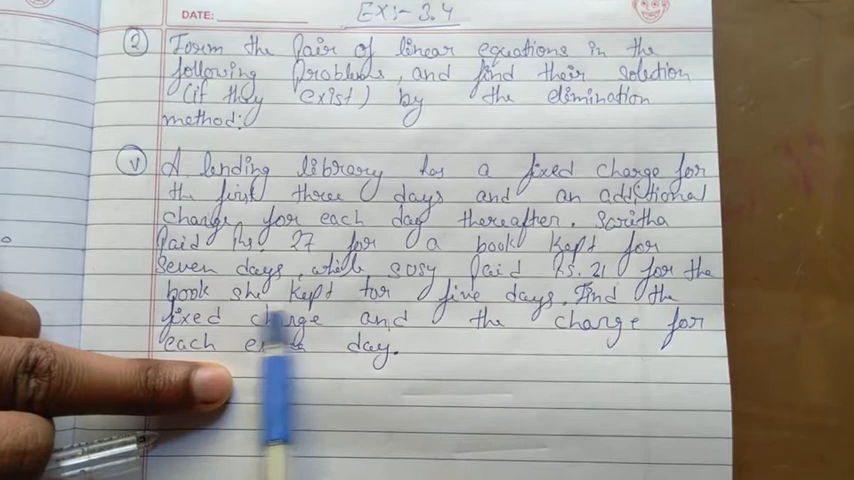 DATE:
EX:- 3.4
2 Form the Pair of linear equations in the
following Problems, and find their solution
(if they exist) by the elimination
method:
v A lending library has a fixed charge for
the first three days and an additional
charge for each day thereafter. Saritha
Paid Rs. 27 for a book kept for
seven days, while susy Paid Rs. 21 for the
book she kept for five days. Find the
fixed charge and the charge for
each day.